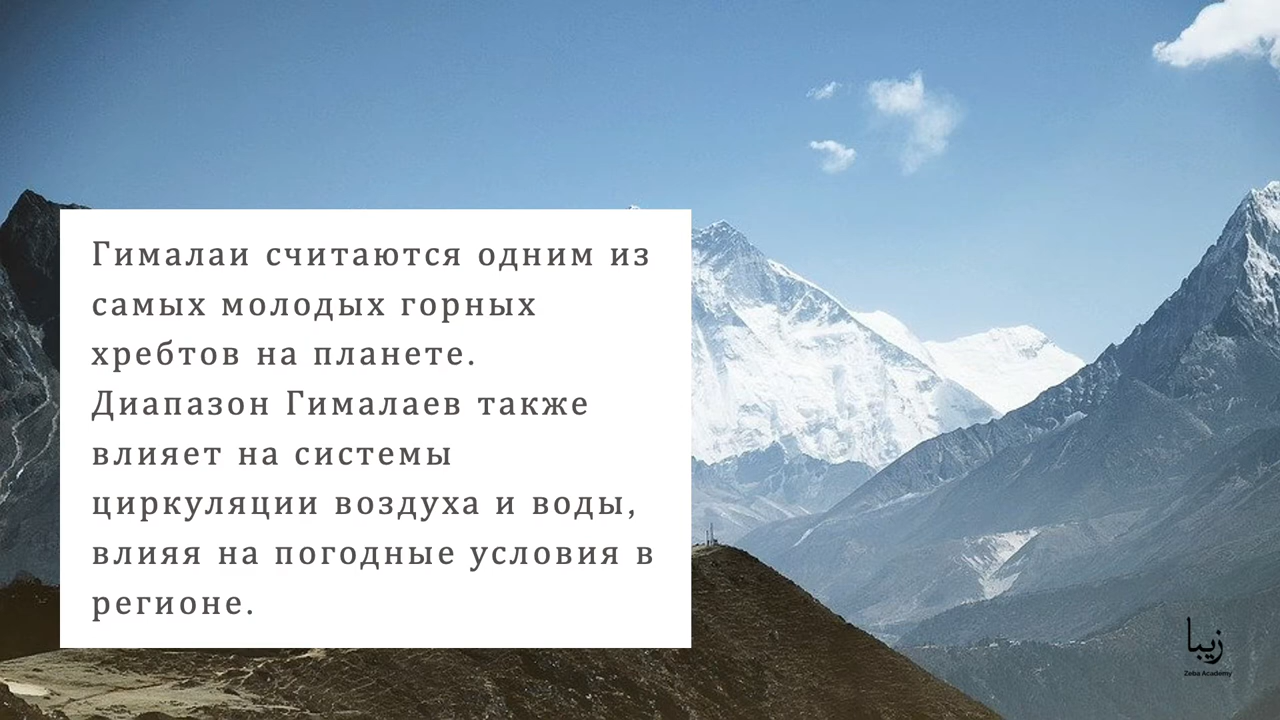 Гималаи считаются одним из
самых молодых горных
хребтов на планете.
Диапазон Гималаев также
влияет на системы
циркуляции воздуха и воды,
влияя на погодные условия в
регионе.
زیبا
Zeba Academy